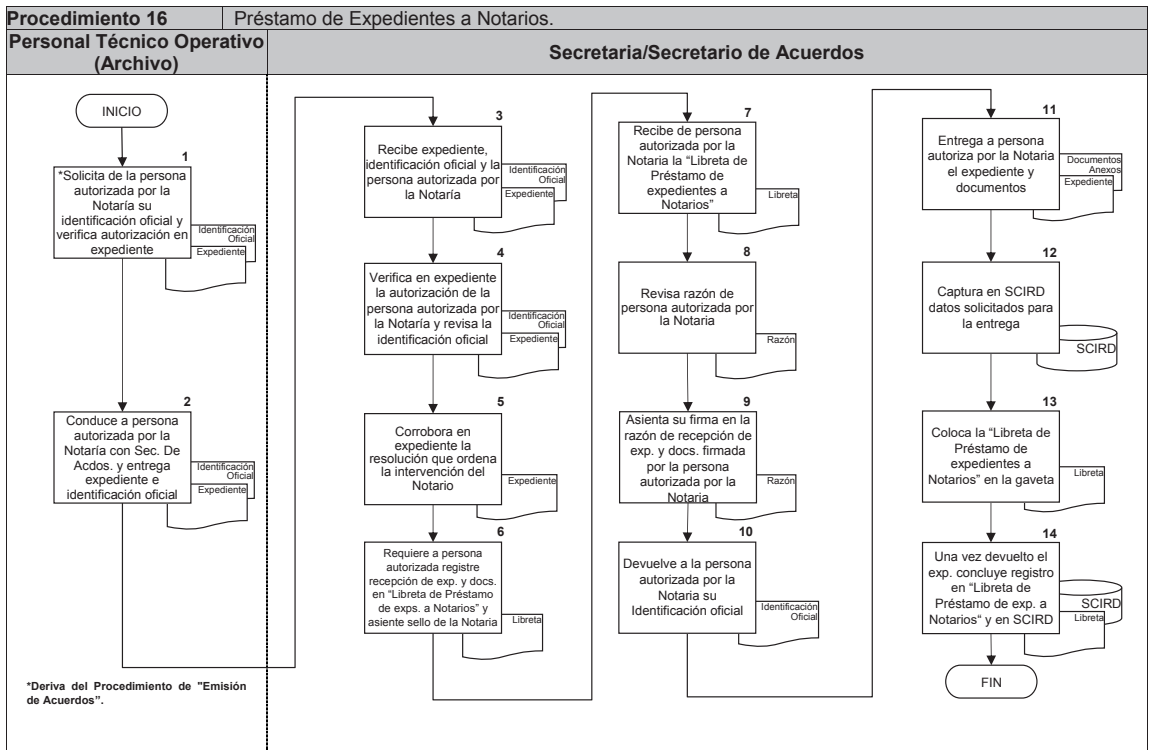 Procedimiento 16 Préstamo de Expedientes a Notarios.
Personal Técnico Operativo
(Archivo)
Secretaria/Secretario de Acuerdos
INICIO
1
*Solicita de la persona
autorizada por la
Notaría su
identificación oficial y
verifica autorización en
expediente
Identificación
Oficial
Expediente
2
Conduce a persona
autorizada por la
Notaría con Sec. De
Acdos. y entrega
expediente e
identificación oficial
Identificación
Oficial
Expediente
*Deriva del Procedimiento de "Emisión
de Acuerdos”.
3
Recibe expediente,
identificación oficial y la
persona autorizada por
la Notaría
Identificación
Oficial
Expediente
4
Verifica en expediente
la autorización de la
persona autorizada por
la Notaría y revisa la
identificación oficial
Identificación
Oficial
Expediente
5
Corrobora en
expediente la
resolución que ordena
la intervención del
Notario
Expediente
6
Requiere a persona
autorizada registre
recepción de exp. y docs.
en “Libreta de Préstamo
de exps. a Notarios” y
asiente sello de la Notaria
Libreta
7
Recibe de persona
autorizada por la
Notaria la “Libreta de
Préstamo de
expedientes a
Notarios”
Libreta
8
Revisa razón de
persona autorizada por
la Notaria
Razón
9
Asienta su firma en la
razón de recepción de
exp. y docs. firmada
por la persona
autorizada por la
Notaria
Razón
10
Devuelve a la persona
autorizada por la
Notaria su
Identificación oficial
Identificación
Oficial
11
Entrega a persona
autoriza por la Notaria
el expediente y
documentos
Documentos
Anexos
Expediente
12
Captura en SCIRD
datos solicitados para
la entrega
SCIRD
13
Coloca la “Libreta de
Préstamo de
expedientes a
Notarios” en la gaveta
Libreta
14
Una vez devuelto el
exp. concluye registro
en “Libreta de
Préstamo de exp. a
Notarios“ y en SCIRD
SCIRD
Libreta
FIN